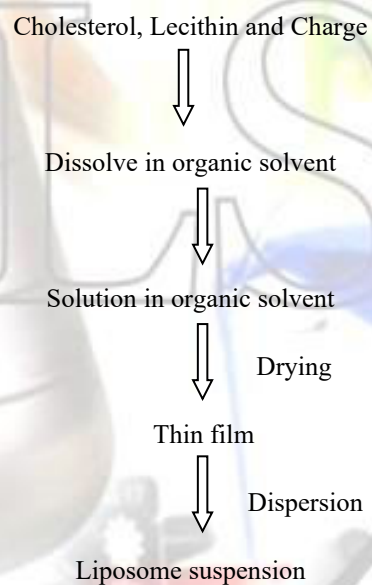 Cholesterol, Lecithin and Charge
Dissolve in organic solvent
Solution in organic solvent
Drying
Thin film
Dispersion
Liposome suspension